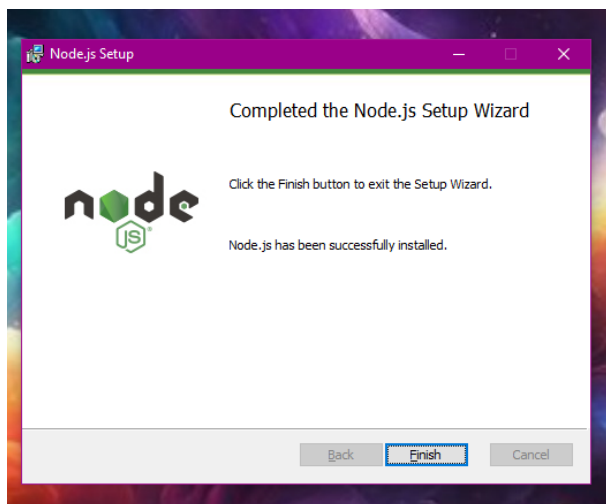 Node.js Setup
Completed the Node.js Setup Wizard
node
JS
Click the Finish button to exit the Setup Wizard.
Node.js has been successfully installed.
Back Finish Cancel